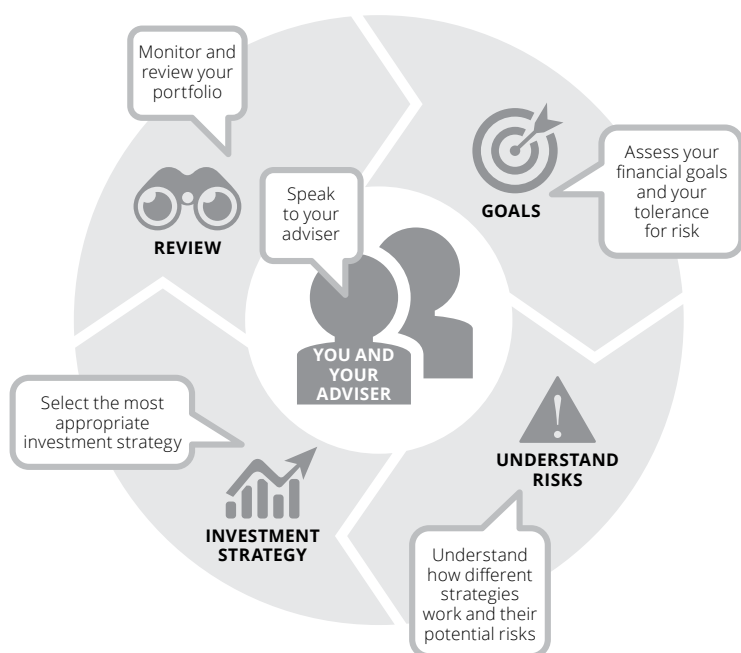 Monitor and
review your
portfolio
REVIEW
Speak
to your
adviser
GOALS
Assess your
financial goals
and your
tolerance
for risk
YOU AND
YOUR
ADVISER
Select the most
appropriate
investment strategy
INVESTMENT
STRATEGY
UNDERSTAND
RISKS
Understand
how different
strategies
work and their
potential risks